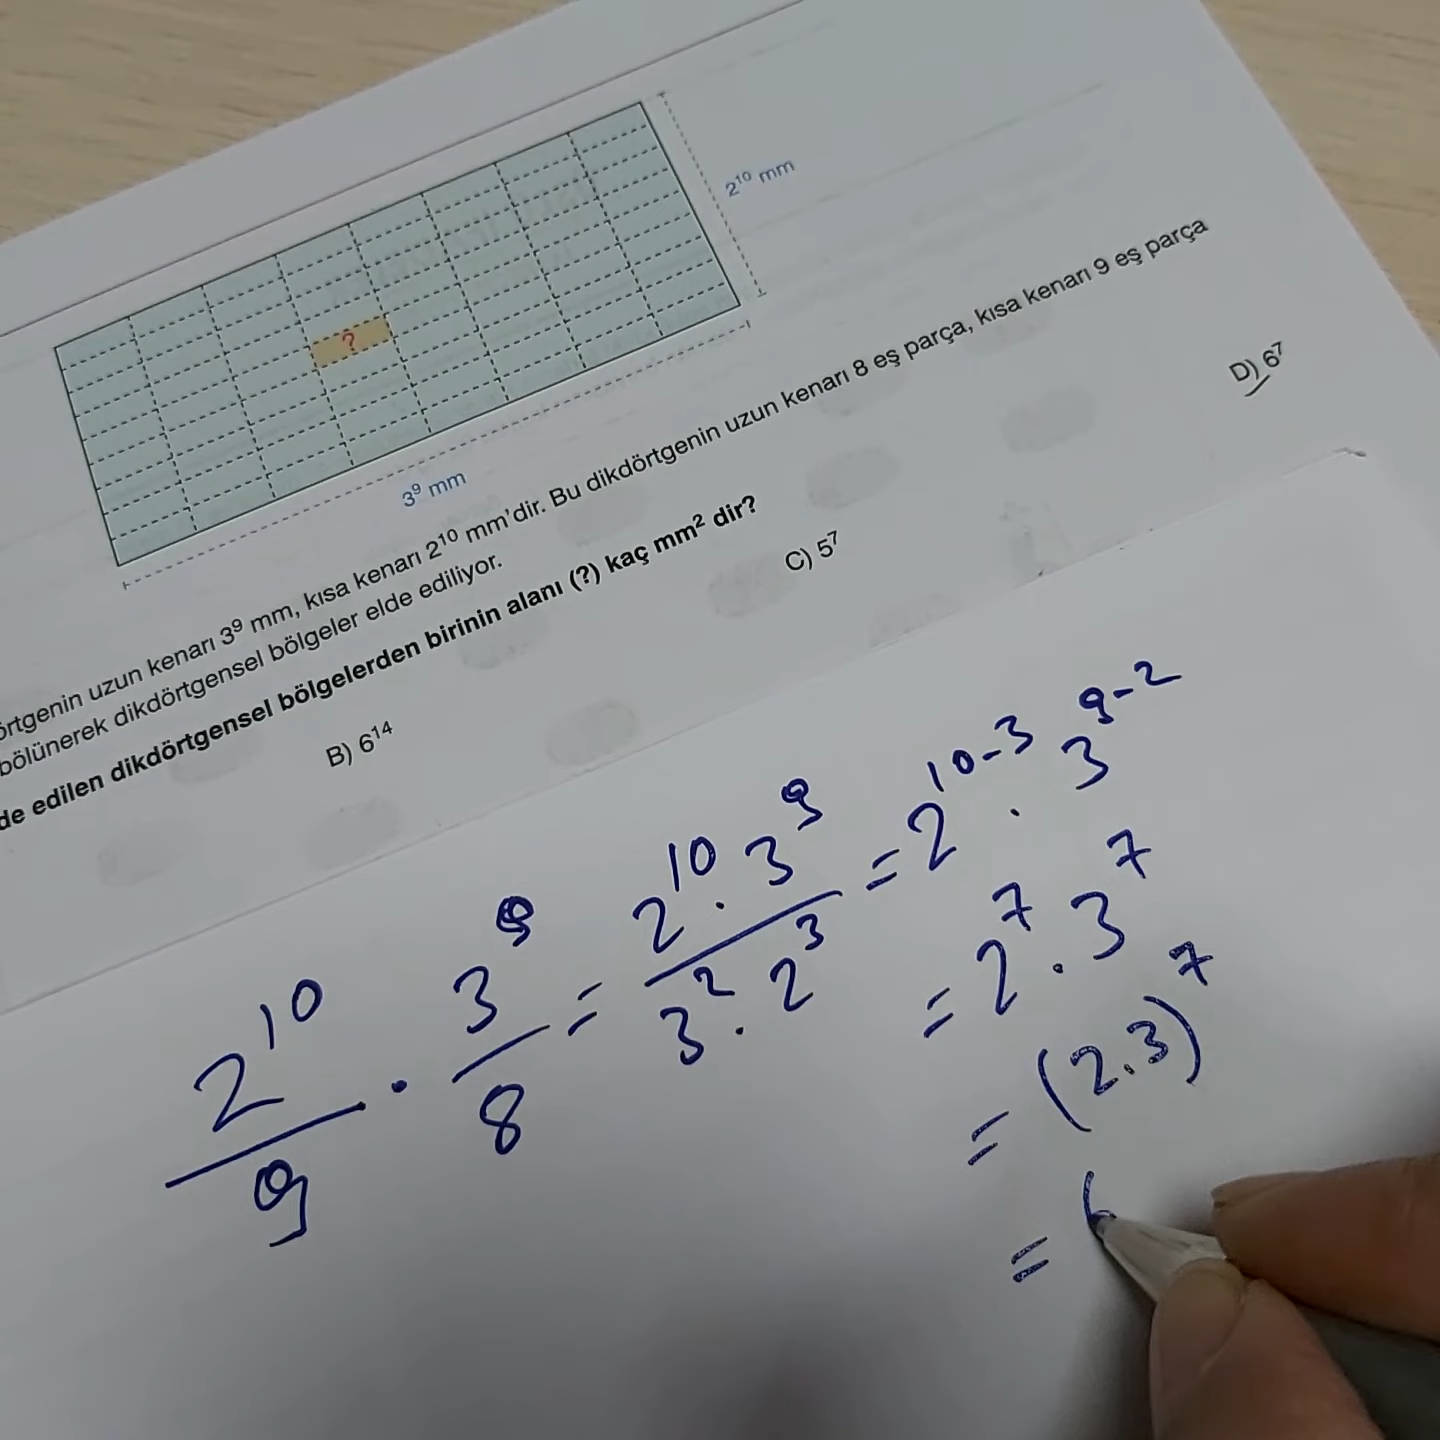 2¹⁰ mm
?
3⁹ mm
örtgenin uzun kenarı 3⁹ mm, kısa kenarı 2¹⁰ mm'dir. Bu dikdörtgenin uzun kenarı 8 eş parça, kısa kenarı 9 eş parça
bölünerek dikdörtgensel bölgeler elde ediliyor.
de edilen dikdörtgensel bölgelerden birinin alanı (?) kaç mm² dir?
B) 6¹⁴ C) 5⁷ D) 6⁷
2¹⁰/9 · 3⁹/8 = 2¹⁰ · 3⁹/3² · 2³ = 2¹⁰⁻³ · 3⁹⁻²
= 2⁷ · 3⁷
= (2.3)⁷
= 6